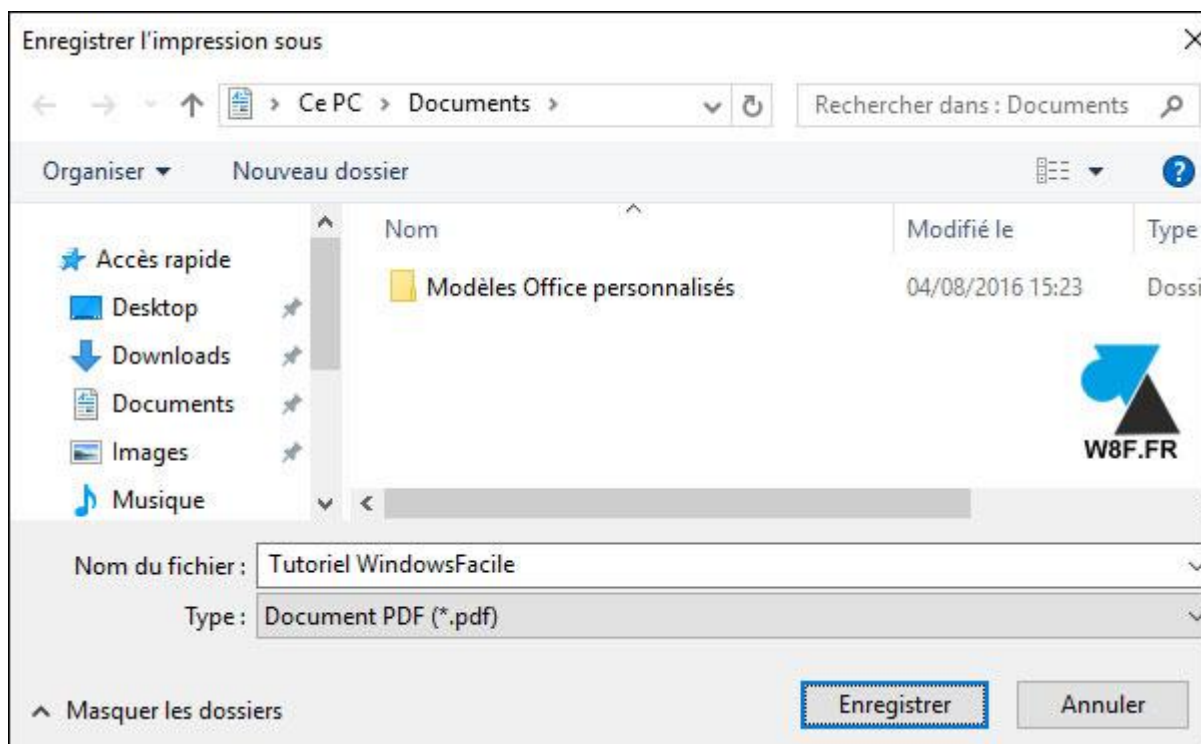 Enregistrer l'impression sous
Ce PC > Documents >
Rechercher dans : Documents
Organiser
Nouveau dossier
Nom
Modifié le
Type
Accès rapide
Desktop
Downloads
Documents
Images
Musique
Modèles Office personnalisés
04/08/2016 15:23
Dossi
W8F.FR
Nom du fichier :
Tutoriel WindowsFacile
Type :
Document PDF (*.pdf)
Masquer les dossiers
Enregistrer
Annuler